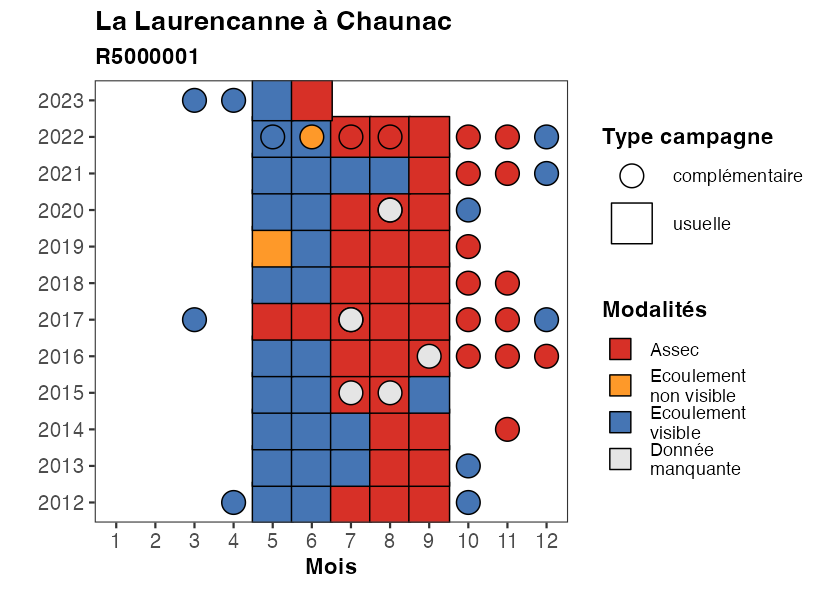 La Laurencanne à Chaunac
R5000001
2023
2022
2021
2020
2019
2018
2017
2016
2015
2014
2013
2012
1 2 3 4 5 6 7 8 9 10 11 12
Mois
Type campagne
complémentaire
usuelle
Modalités
Assec
Ecoulement
non visible
Ecoulement
visible
Donnée
manquante